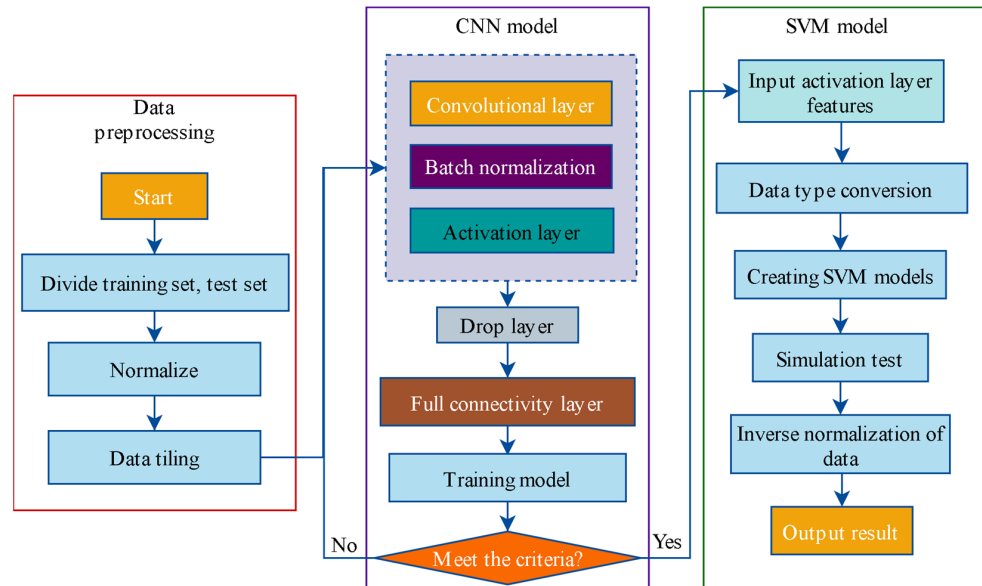 Data
preprocessing
Start
Divide training set, test set
Normalize
Data tiling
CNN model
Convolutional layer
Batch normalization
Activation layer
Drop layer
Full connectivity layer
Training model
Meet the criteria?
No
Yes
SVM model
Input activation layer
features
Data type conversion
Creating SVM models
Simulation test
Inverse normalization of
data
Output result